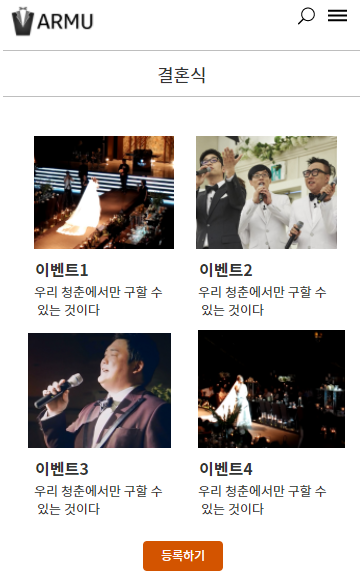 ARMU
결혼식
이벤트1
우리 청춘에서만 구할 수
있는 것이다
이벤트2
우리 청춘에서만 구할 수
있는 것이다
이벤트3
우리 청춘에서만 구할 수
있는 것이다
이벤트4
우리 청춘에서만 구할 수
있는 것이다
등록하기